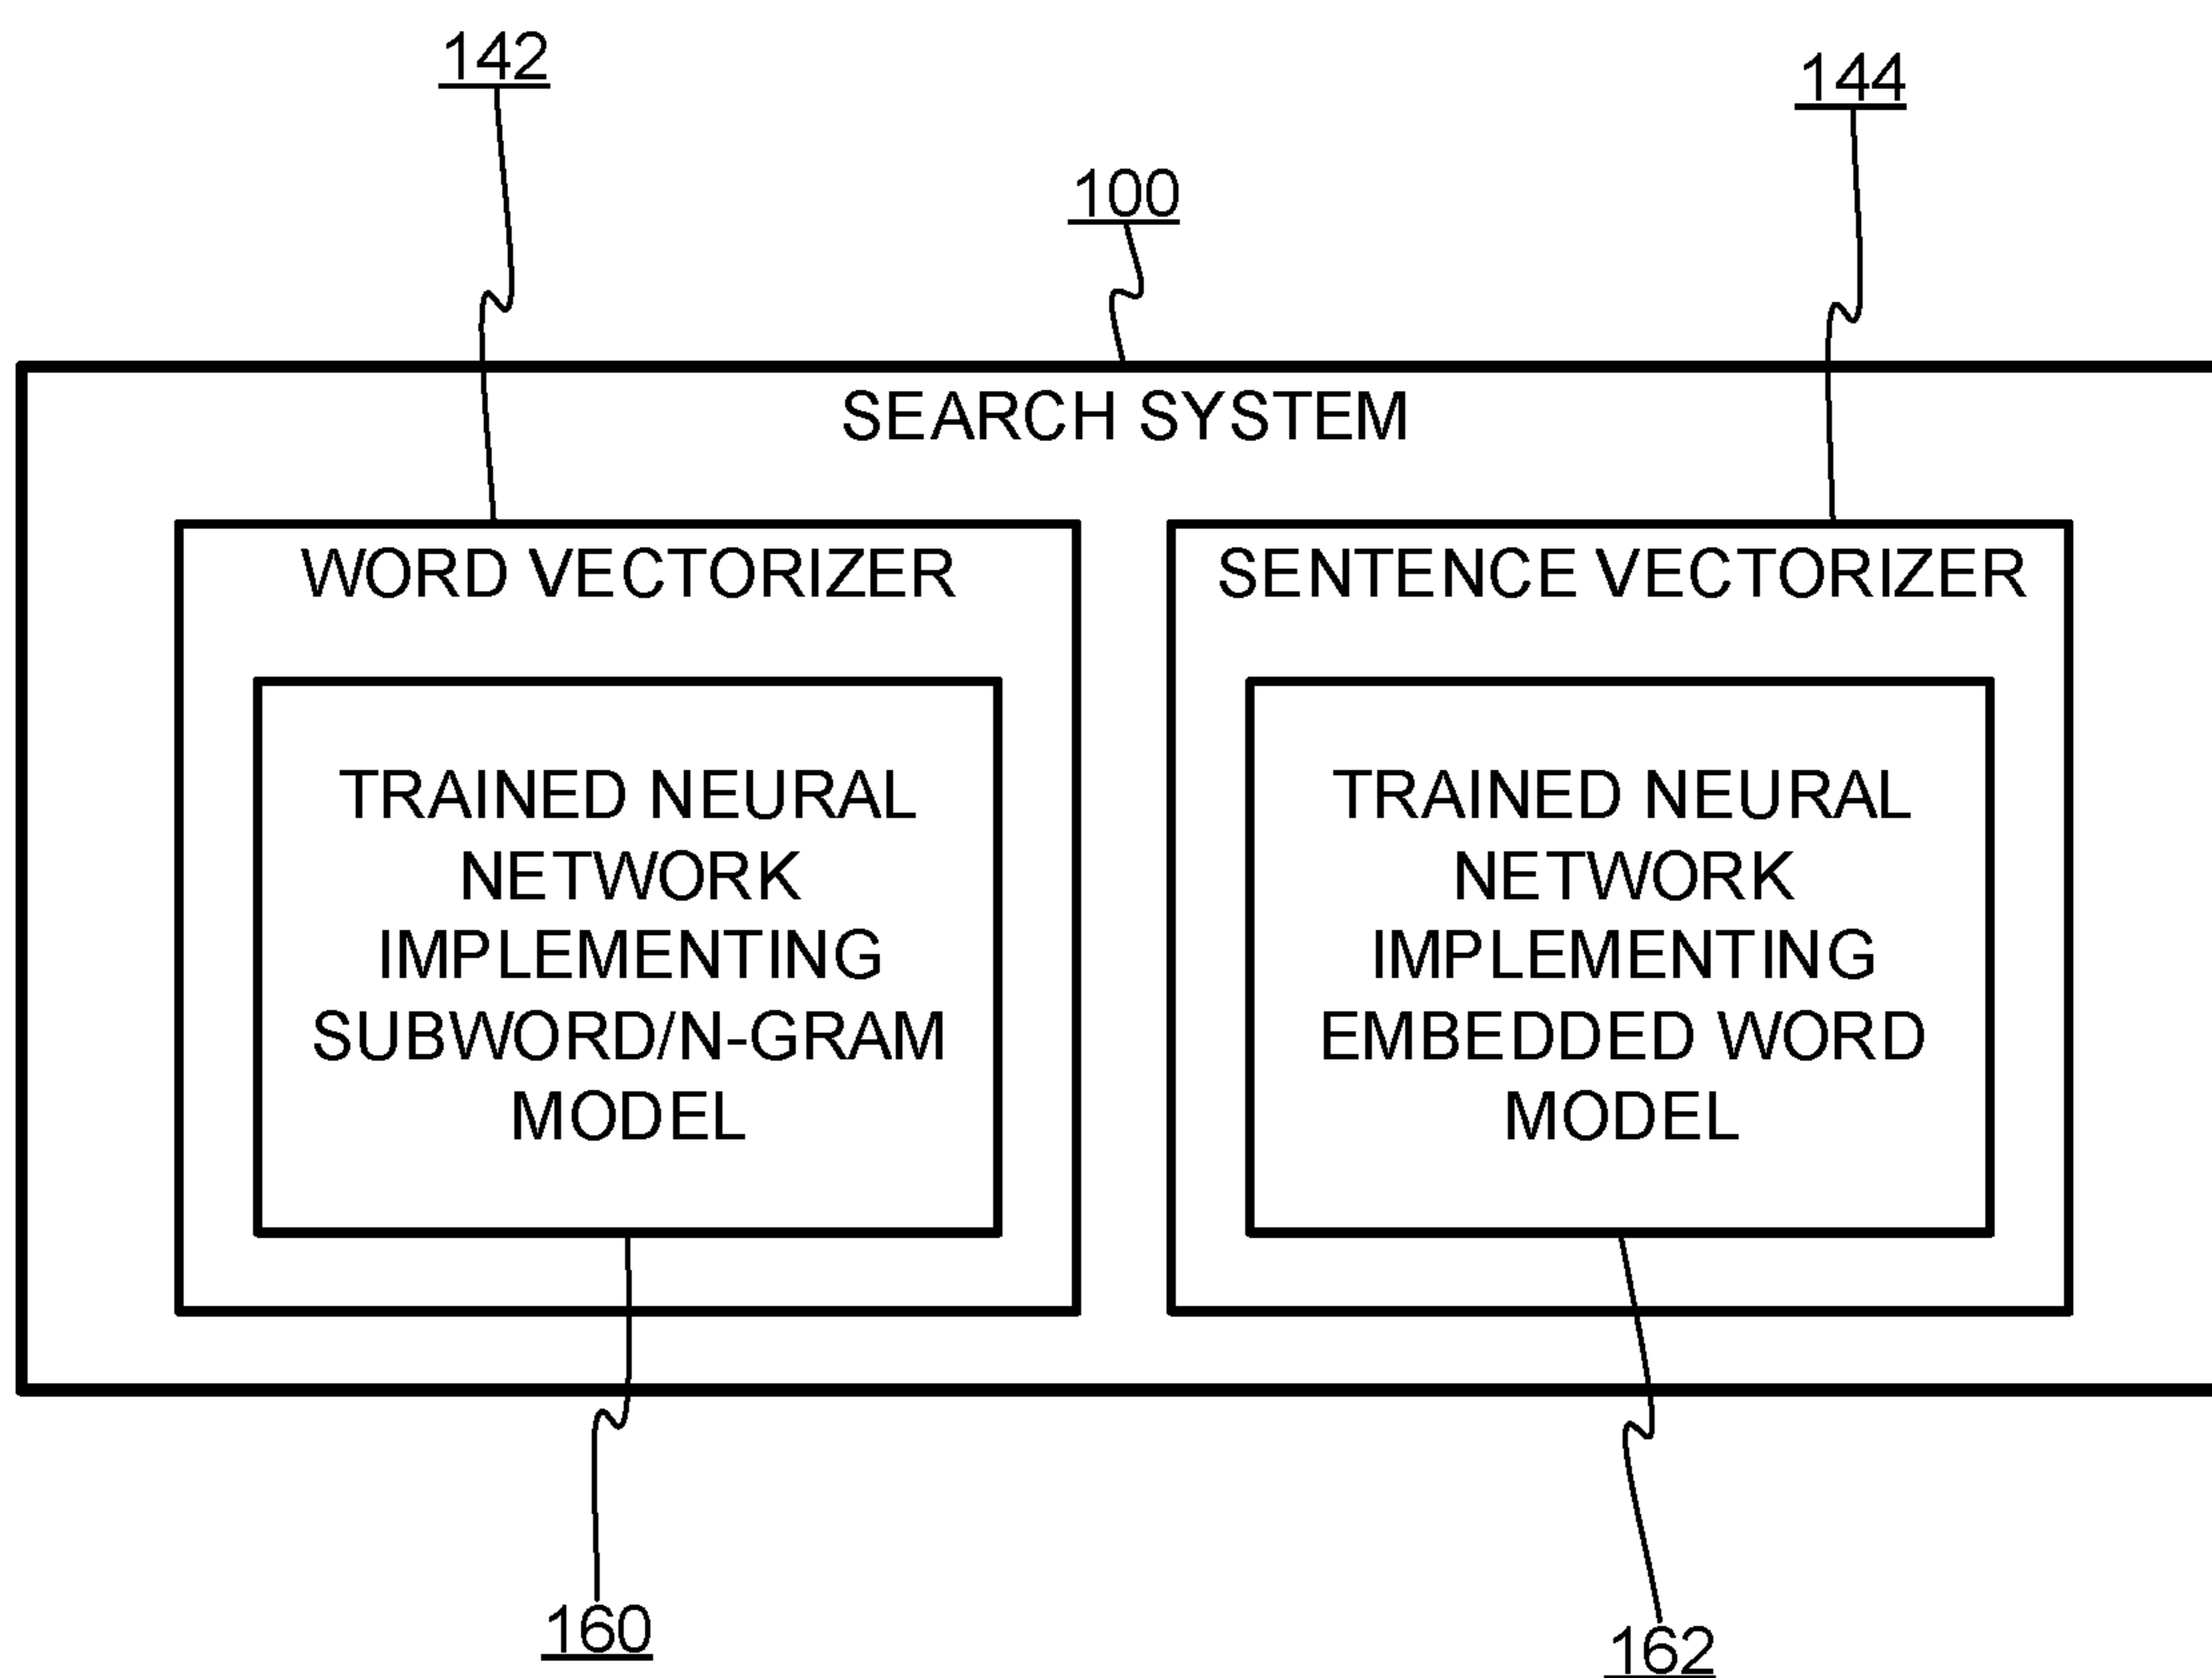 142
144
100
SEARCH SYSTEM
WORD VECTORIZER
TRAINED NEURAL
NETWORK
IMPLEMENTING
SUBWORD/N-GRAM
MODEL
SENTENCE VECTORIZER
TRAINED NEURAL
NETWORK
IMPLEMENTING
EMBEDDED WORD
MODEL
160
162